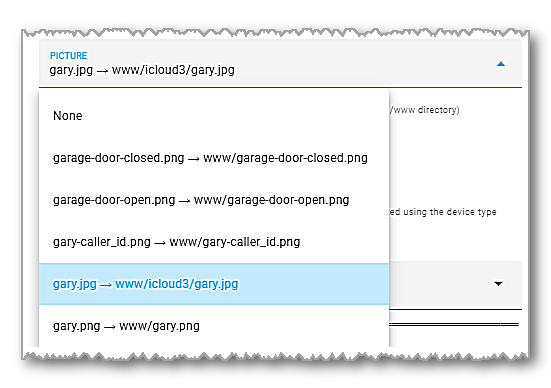 PICTURE
gary.jpg → www/icloud3/gary.jpg
/www directory)
None
garage-door-closed.png → www/garage-door-closed.png
garage-door-open.png → www/garage-door-open.png
ed using the device type
gary-caller_id.png → www/gary-caller_id.png
gary.jpg → www/icloud3/gary.jpg
gary.png → www/gary.png